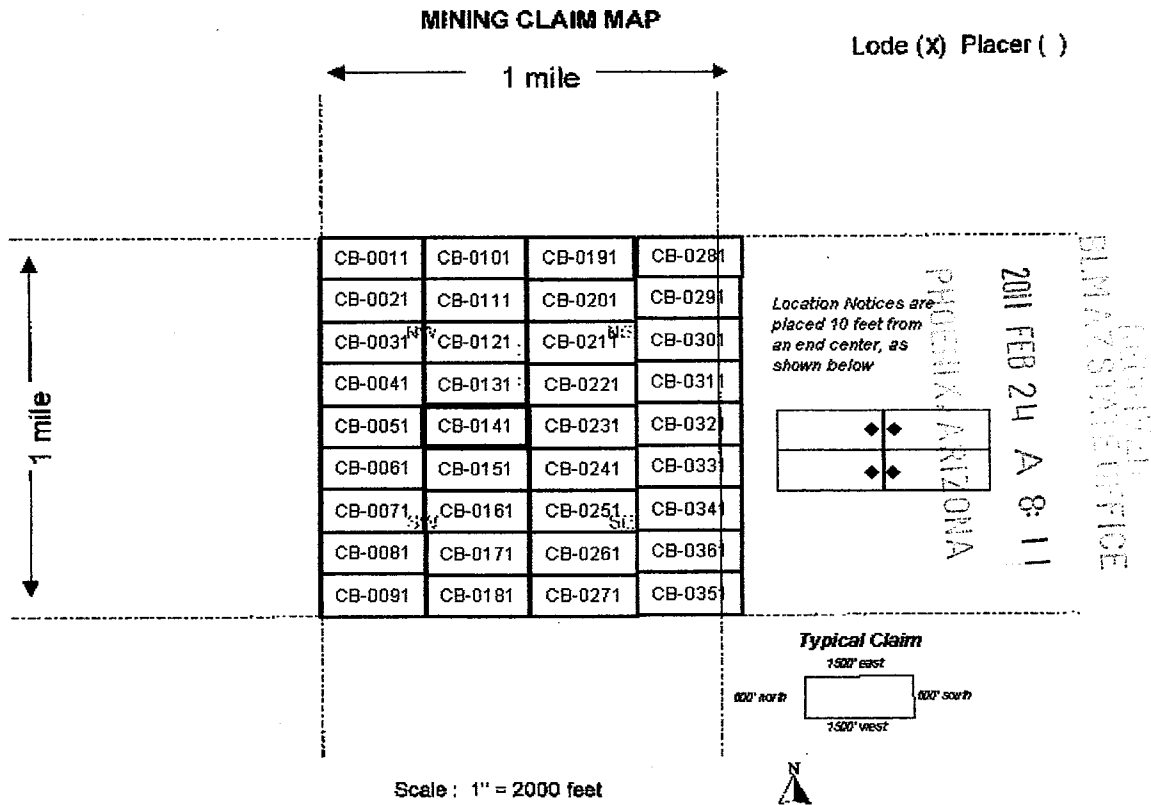 MINING CLAIM MAP
Lode (X) Placer ( )
1 mile
1 mile
CB-0011 CB-0101 CB-0191 CB-0281
CB-0021 CB-0111 CB-0201 CB-0291
CB-0031 NW CB-0121 CB-0211 NE CB-0301
CB-0041 CB-0131 CB-0221 CB-0311
CB-0051 CB-0141 CB-0231 CB-0321
CB-0061 CB-0151 CB-0241 CB-0331
CB-0071 SW CB-0161 CB-0251 SE CB-0341
CB-0081 CB-0171 CB-0261 CB-0361
CB-0091 CB-0181 CB-0271 CB-0351
Location Notices are
placed 10 feet from
an end center, as
shown below
BLM AZ STATE OFFICE
2011 FEB 24 A 8:11
PHOENIX, ARIZONA
Typical Claim
1500' east
600' north
600' south
1500' west
N
Scale : 1" = 2000 feet